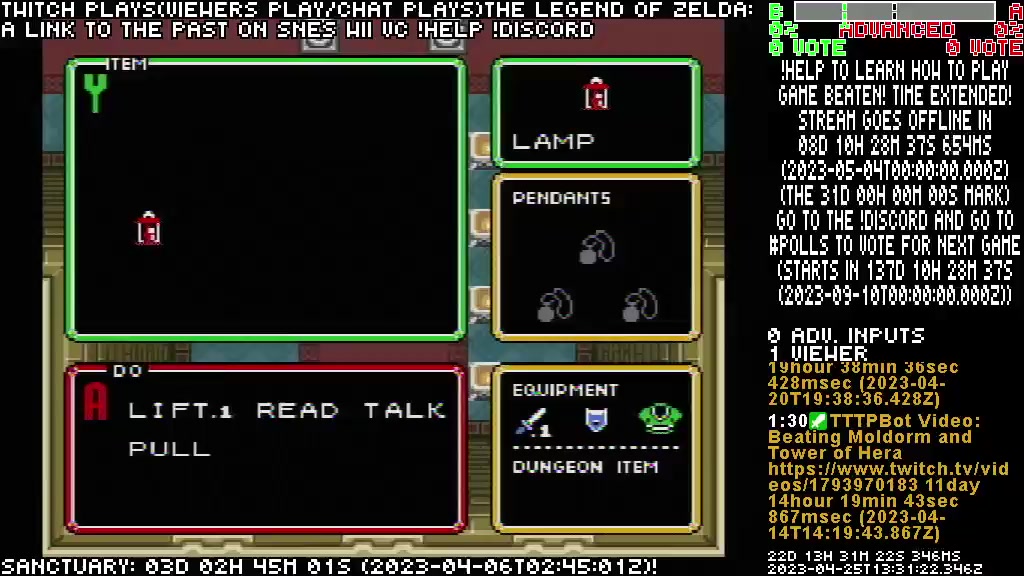 TWITCH PLAYS(VIEWERS PLAY/CHAT PLAYS)THE LEGEND OF ZELDA:
A LINK TO THE PAST ON SNES WII VC !HELP !DISCORD
B A
0% ADVANCED 0%
0 VOTE 0 VOTE
ITEM
Y
LAMP
PENDANTS
DO
A LIFT.1 READ TALK
PULL
EQUIPMENT
.1
DUNGEON ITEM
SANCTUARY: 03D 02H 45M 01S (2023-04-06T02:45:01Z)!
!HELP TO LEARN HOW TO PLAY
GAME BEATEN! TIME EXTENDED!
STREAM GOES OFFLINE IN
08D 10H 28M 37S 654MS
(2023-05-04T00:00:00.000Z)
(THE 31D 00H 00M 00S MARK)
GO TO THE !DISCORD AND GO TO
#POLLS TO VOTE FOR NEXT GAME
(STARTS IN 137D 10H 28M 37S
(2023-09-10T00:00:00.000Z))
0 ADV. INPUTS
1 VIEWER
19hour 38min 36sec
428msec (2023-04-
20T19:38:36.428Z)
1:30 TTTPBot Video:
Beating Moldorm and
Tower of Hera
https://www.twitch.tv/vid
eos/1793970183 11day
14hour 19min 43sec
867msec (2023-04-
14T14:19:43.867Z)
22D 13H 31M 22S 346MS
2023-04-25T13:31:22.346Z